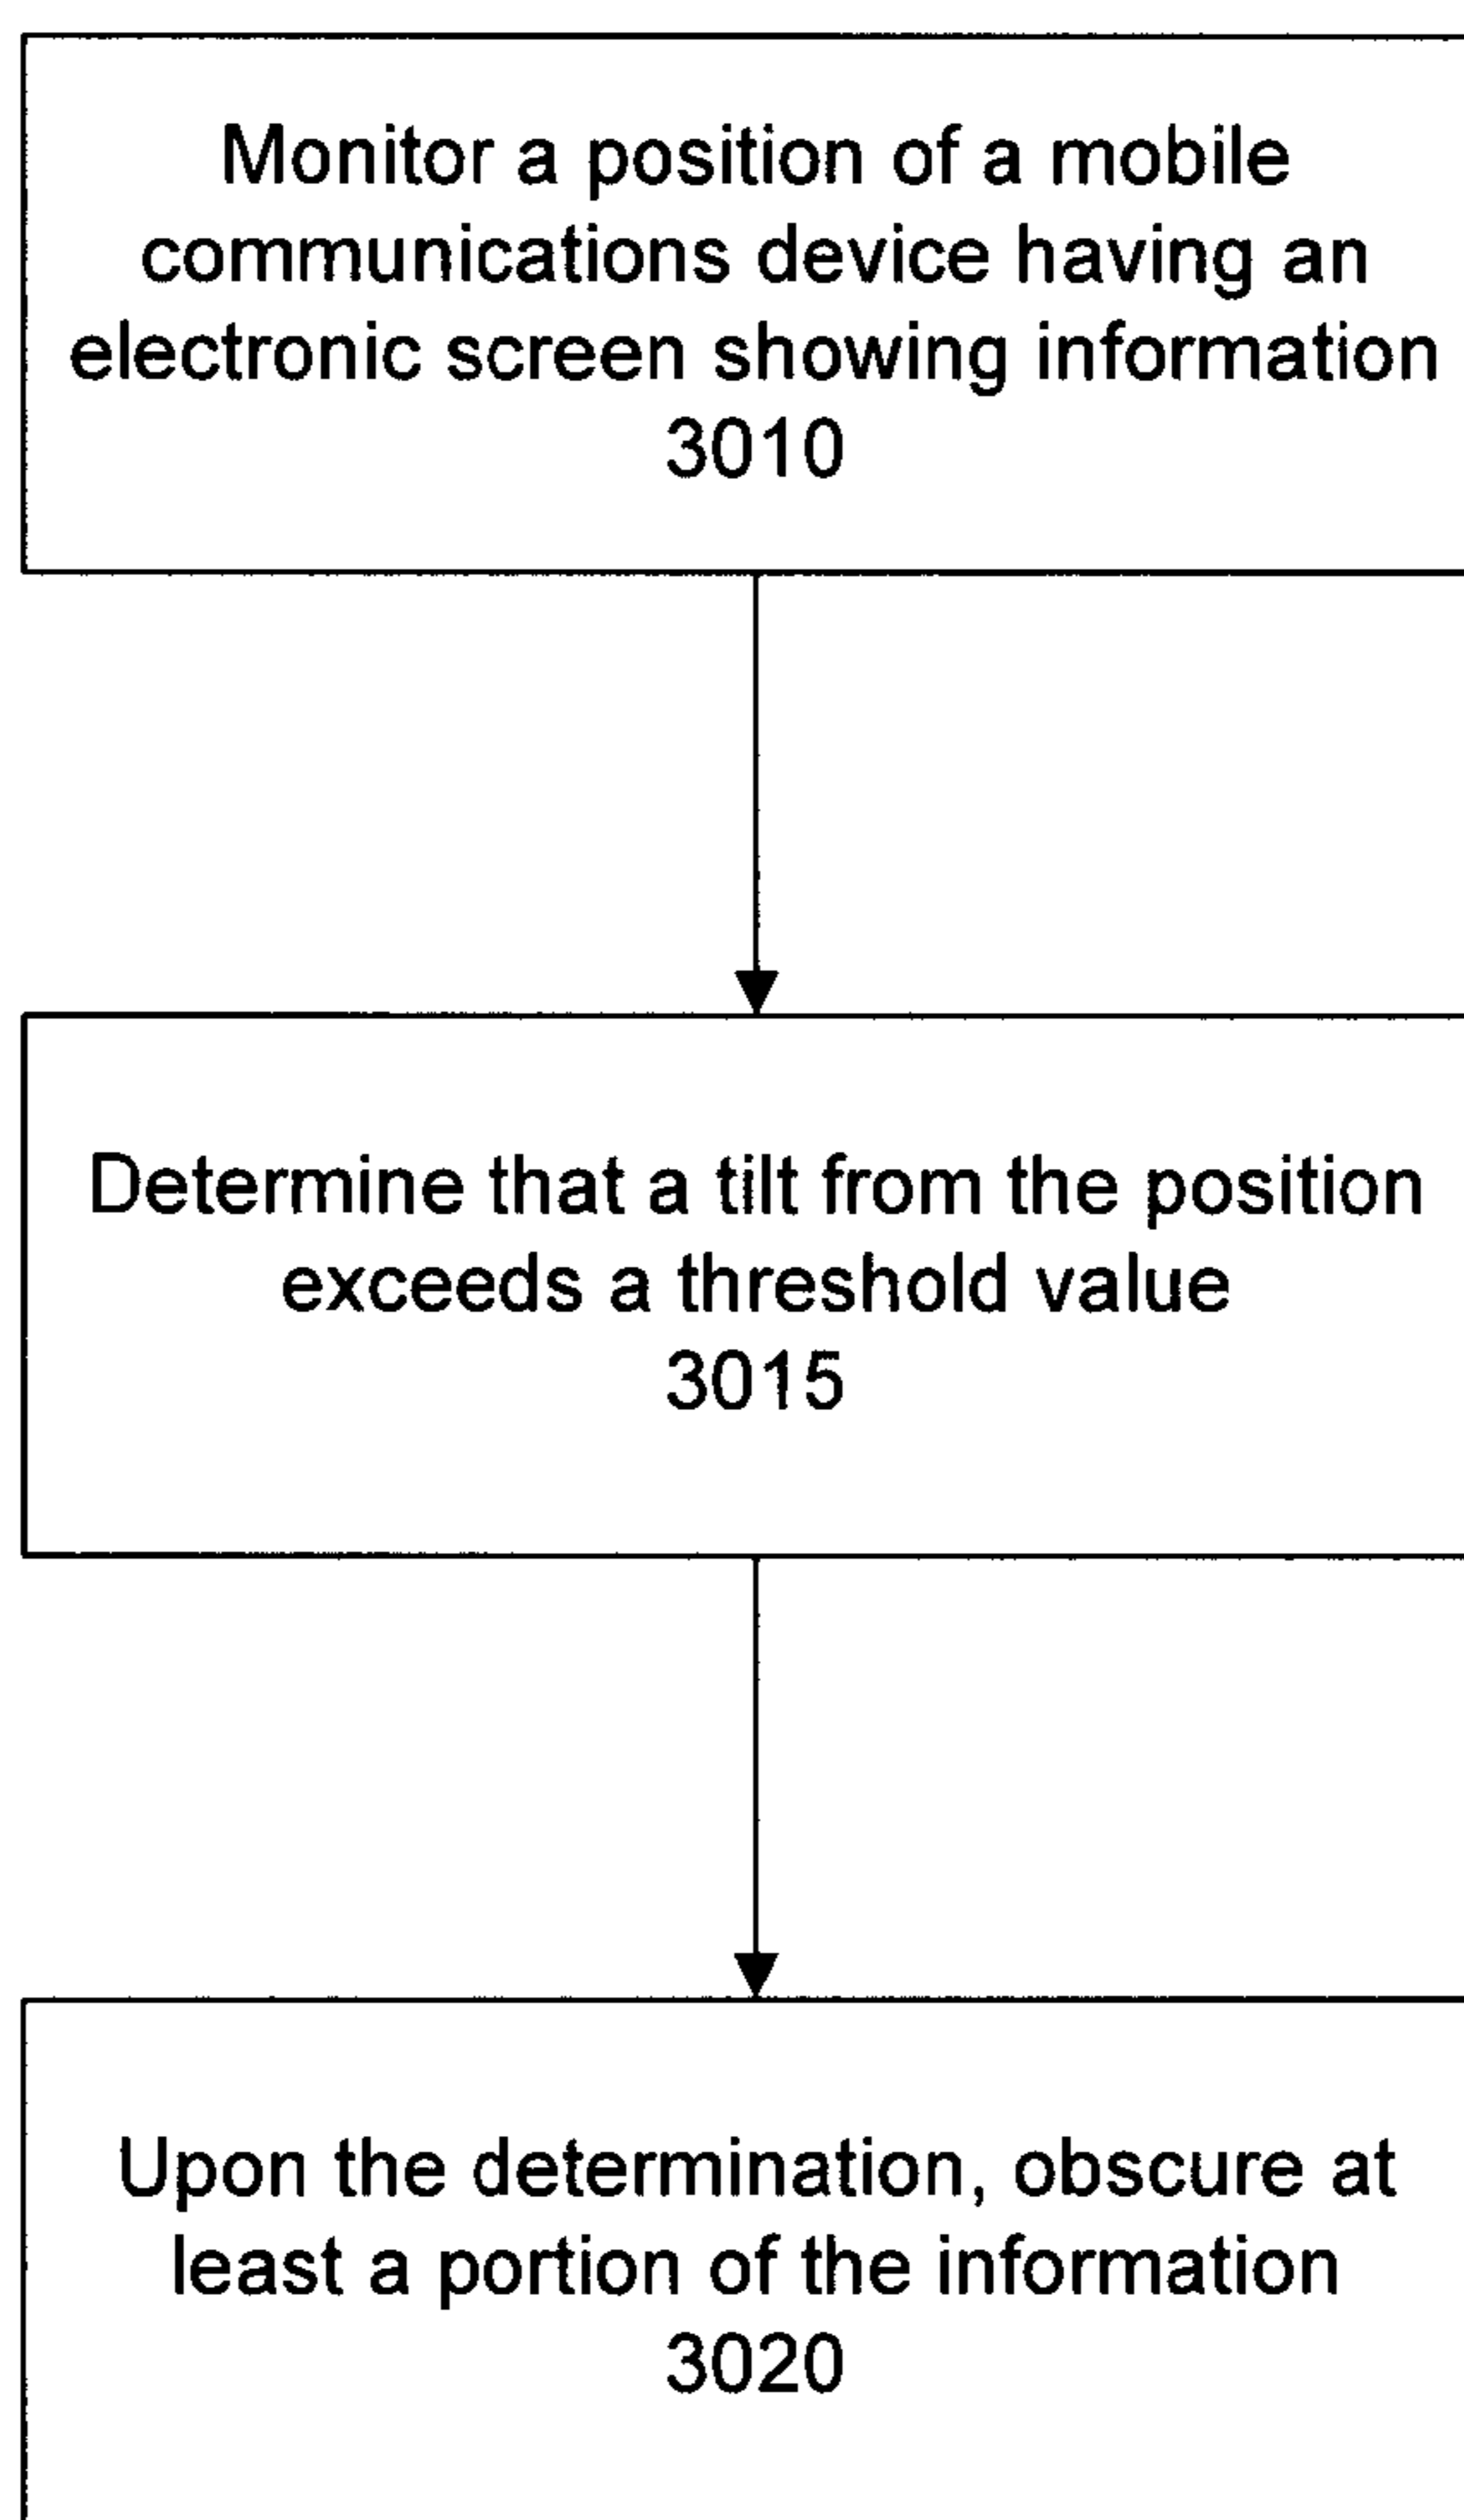 Monitor a position of a mobile
communications device having an
electronic screen showing information
3010
Determine that a tilt from the position
exceeds a threshold value
3015
Upon the determination, obscure at
least a portion of the information
3020